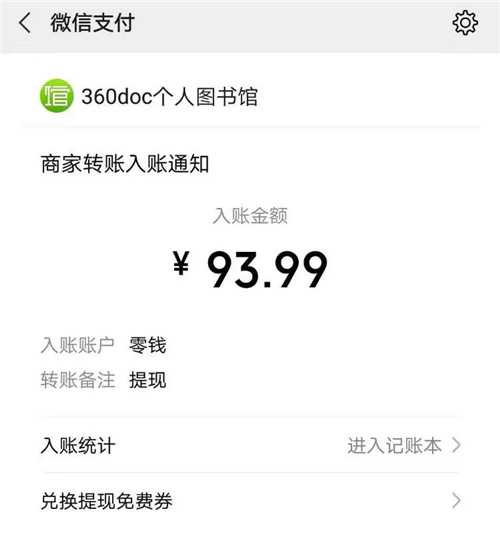 微信支付
360doc个人图书馆
商家转账入账通知
入账金额
¥ 93.99
入账账户 零钱
转账备注 提现
入账统计 进入记账本
兑换提现免费券